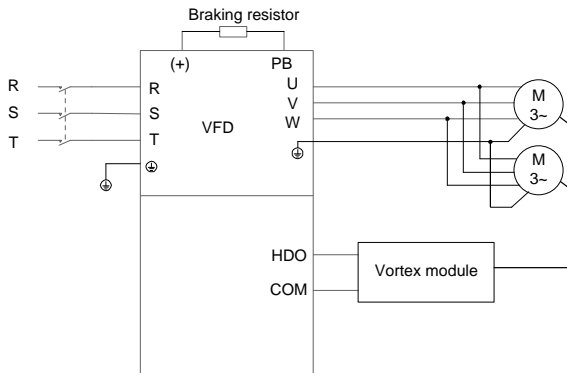 Braking resistor
(+) PB
R R U
S S V
VFD W
T T
M
3~
M
3~
HDO
Vortex module
COM